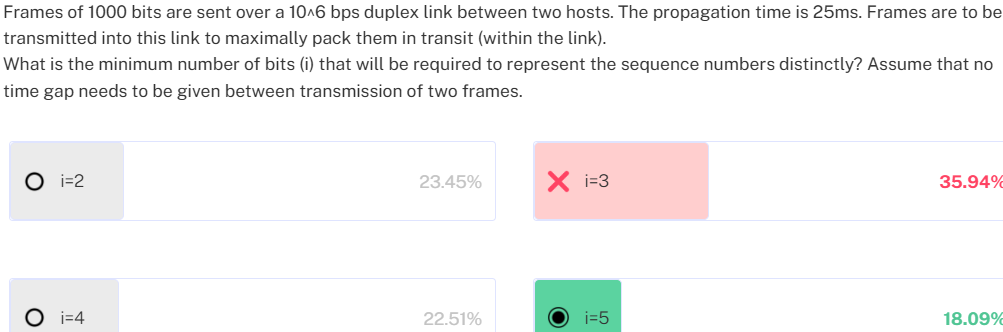 Frames of 1000 bits are sent over a 10^6 bps duplex link between two hosts. The propagation time is 25ms. Frames are to be
transmitted into this link to maximally pack them in transit (within the link).
What is the minimum number of bits (i) that will be required to represent the sequence numbers distinctly? Assume that no
time gap needs to be given between transmission of two frames.
i=2 23.45%
i=3 35.94%
i=4 22.51%
i=5 18.09%